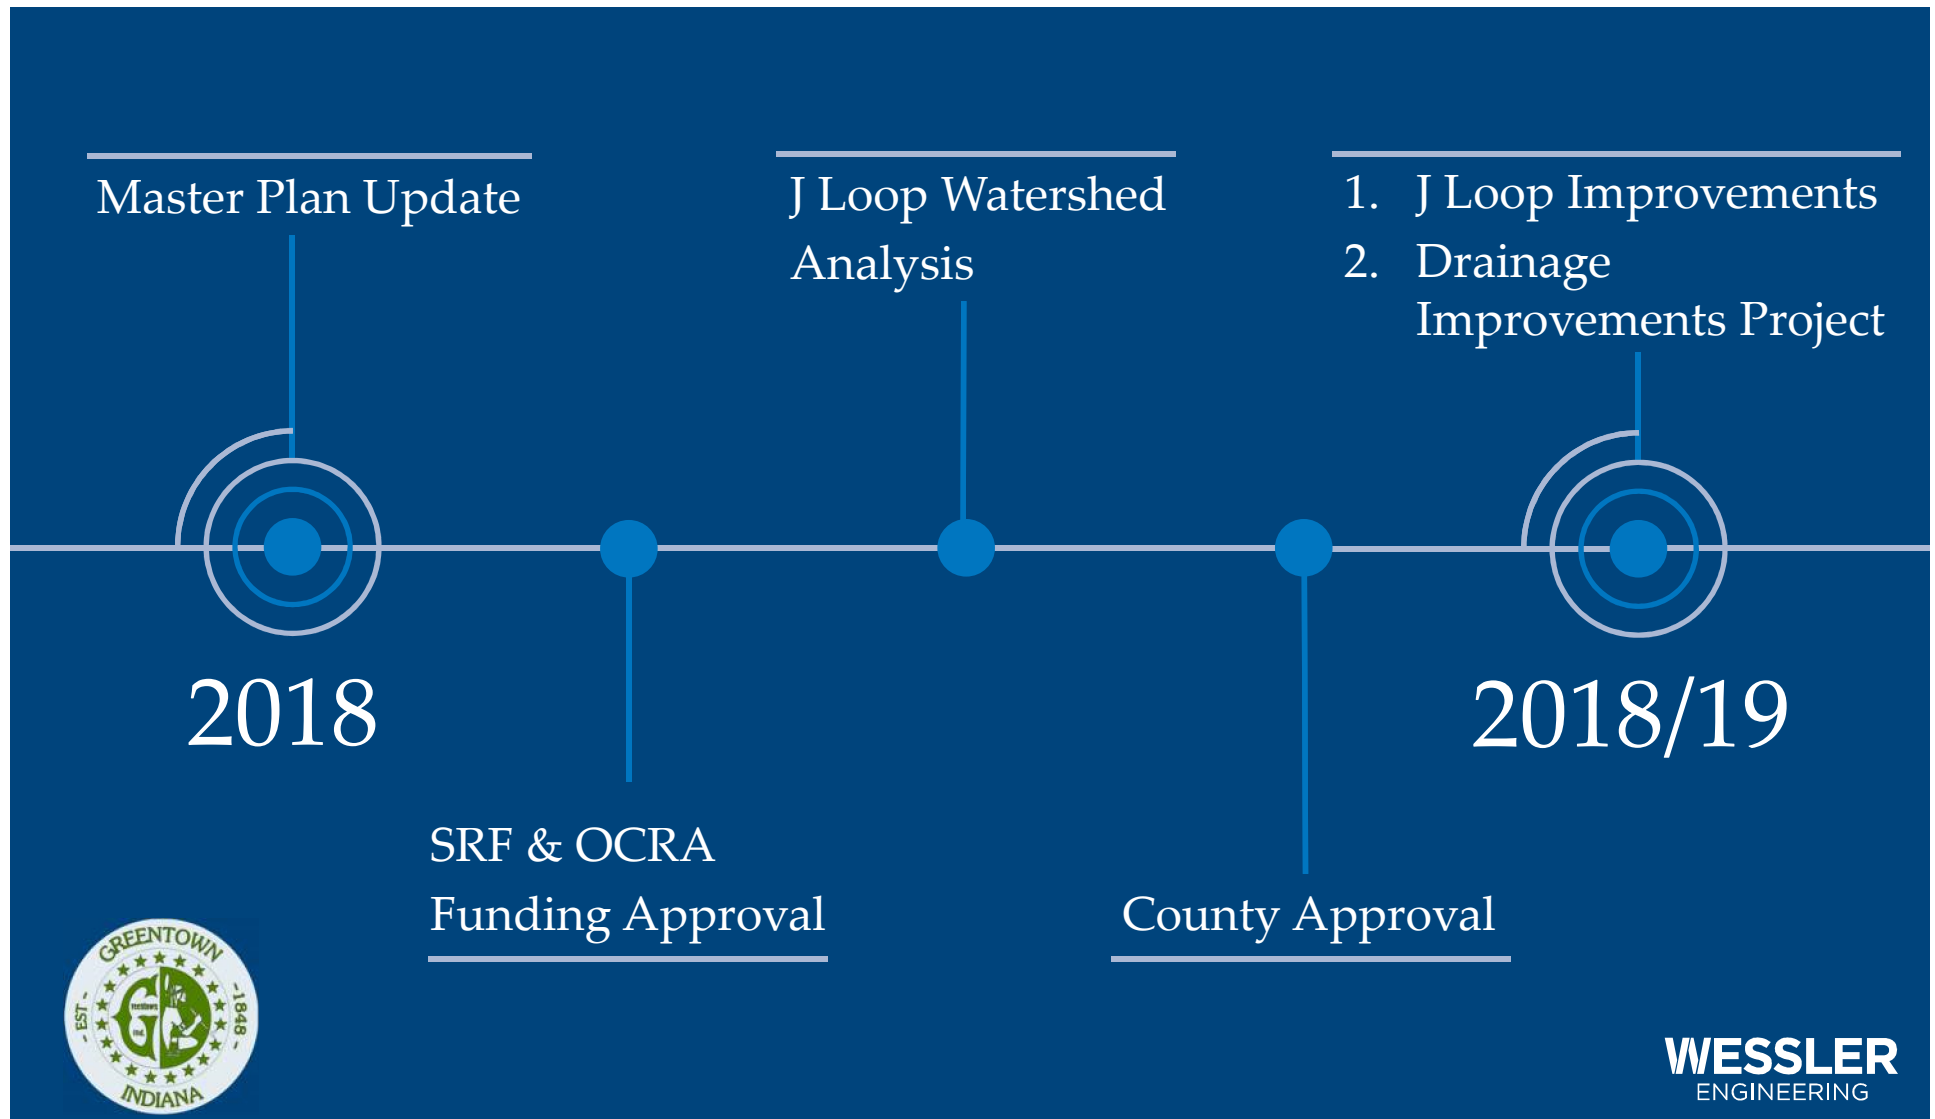 Master Plan Update
J Loop Watershed
Analysis
1. J Loop Improvements
2. Drainage
Improvements Project
2018
2018/19
SRF & OCRA
Funding Approval
County Approval
GREENTOWN
- EST -
- 1848 -
INDIANA
WESSLER
ENGINEERING